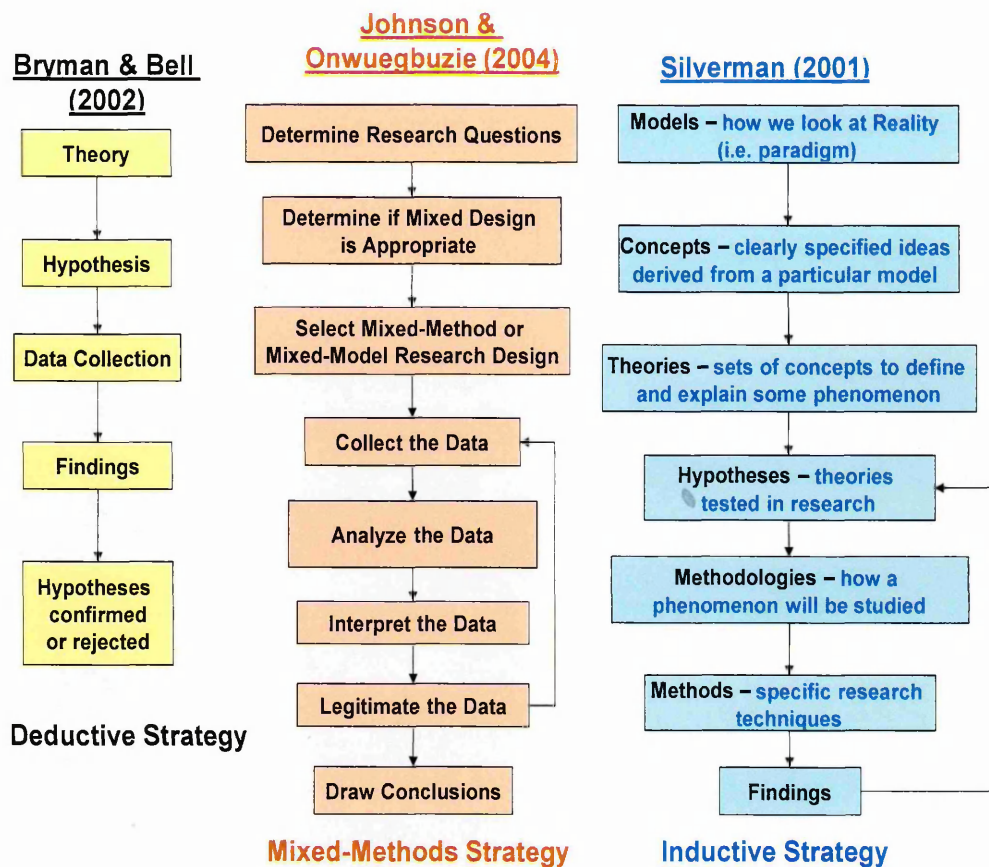 Bryman & Bell
(2002)
Theory
Hypothesis
Data Collection
Findings
Hypotheses
confirmed
or rejected
Deductive Strategy
Johnson &
Onwuegbuzie (2004)
Determine Research Questions
Determine if Mixed Design
is Appropriate
Select Mixed-Method or
Mixed-Model Research Design
Collect the Data
Analyze the Data
Interpret the Data
Legitimate the Data
Draw Conclusions
Mixed-Methods Strategy
Silverman (2001)
Models – how we look at Reality
(i.e. paradigm)
Concepts – clearly specified ideas
derived from a particular model
Theories – sets of concepts to define
and explain some phenomenon
Hypotheses – theories
tested in research
Methodologies – how a
phenomenon will be studied
Methods – specific research
techniques
Findings
Inductive Strategy